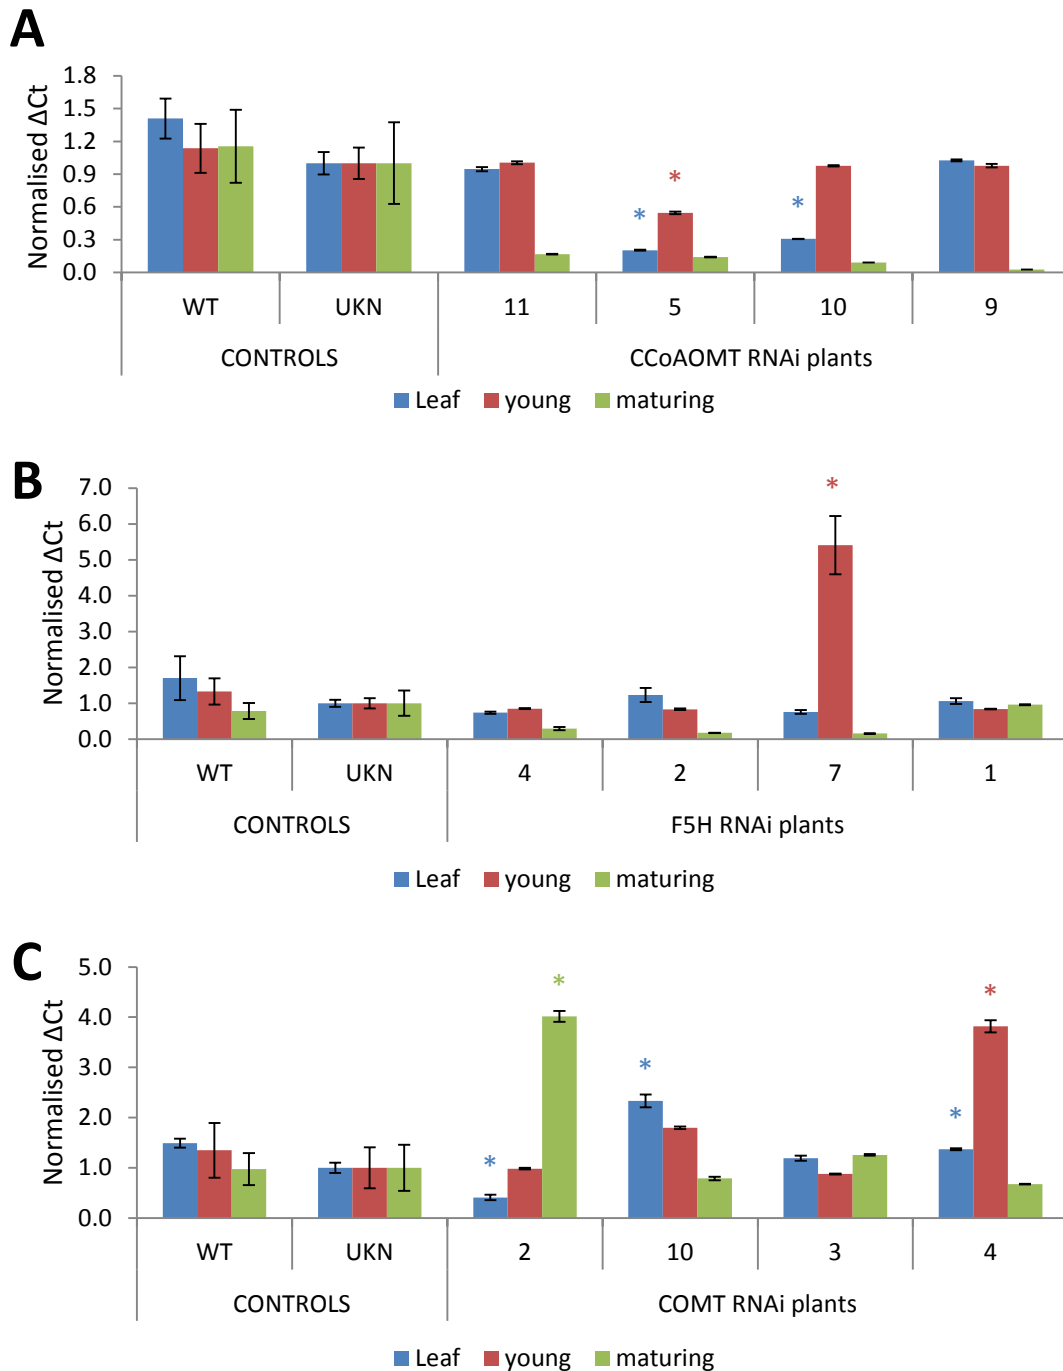 A
Normalised ΔCt
1.8
1.5
1.2
0.9
0.6
0.3
0.0
* * *
WT UKN 11 5 10 9
CONTROLS CCoAOMT RNAi plants
Leaf young maturing
B
Normalised ΔCt
7.0
6.0
5.0
4.0
3.0
2.0
1.0
0.0
*
WT UKN 4 2 7 1
CONTROLS F5H RNAi plants
Leaf young maturing
C
Normalised ΔCt
5.0
4.0
3.0
2.0
1.0
0.0
* * * * *
WT UKN 2 10 3 4
CONTROLS COMT RNAi plants
Leaf young maturing